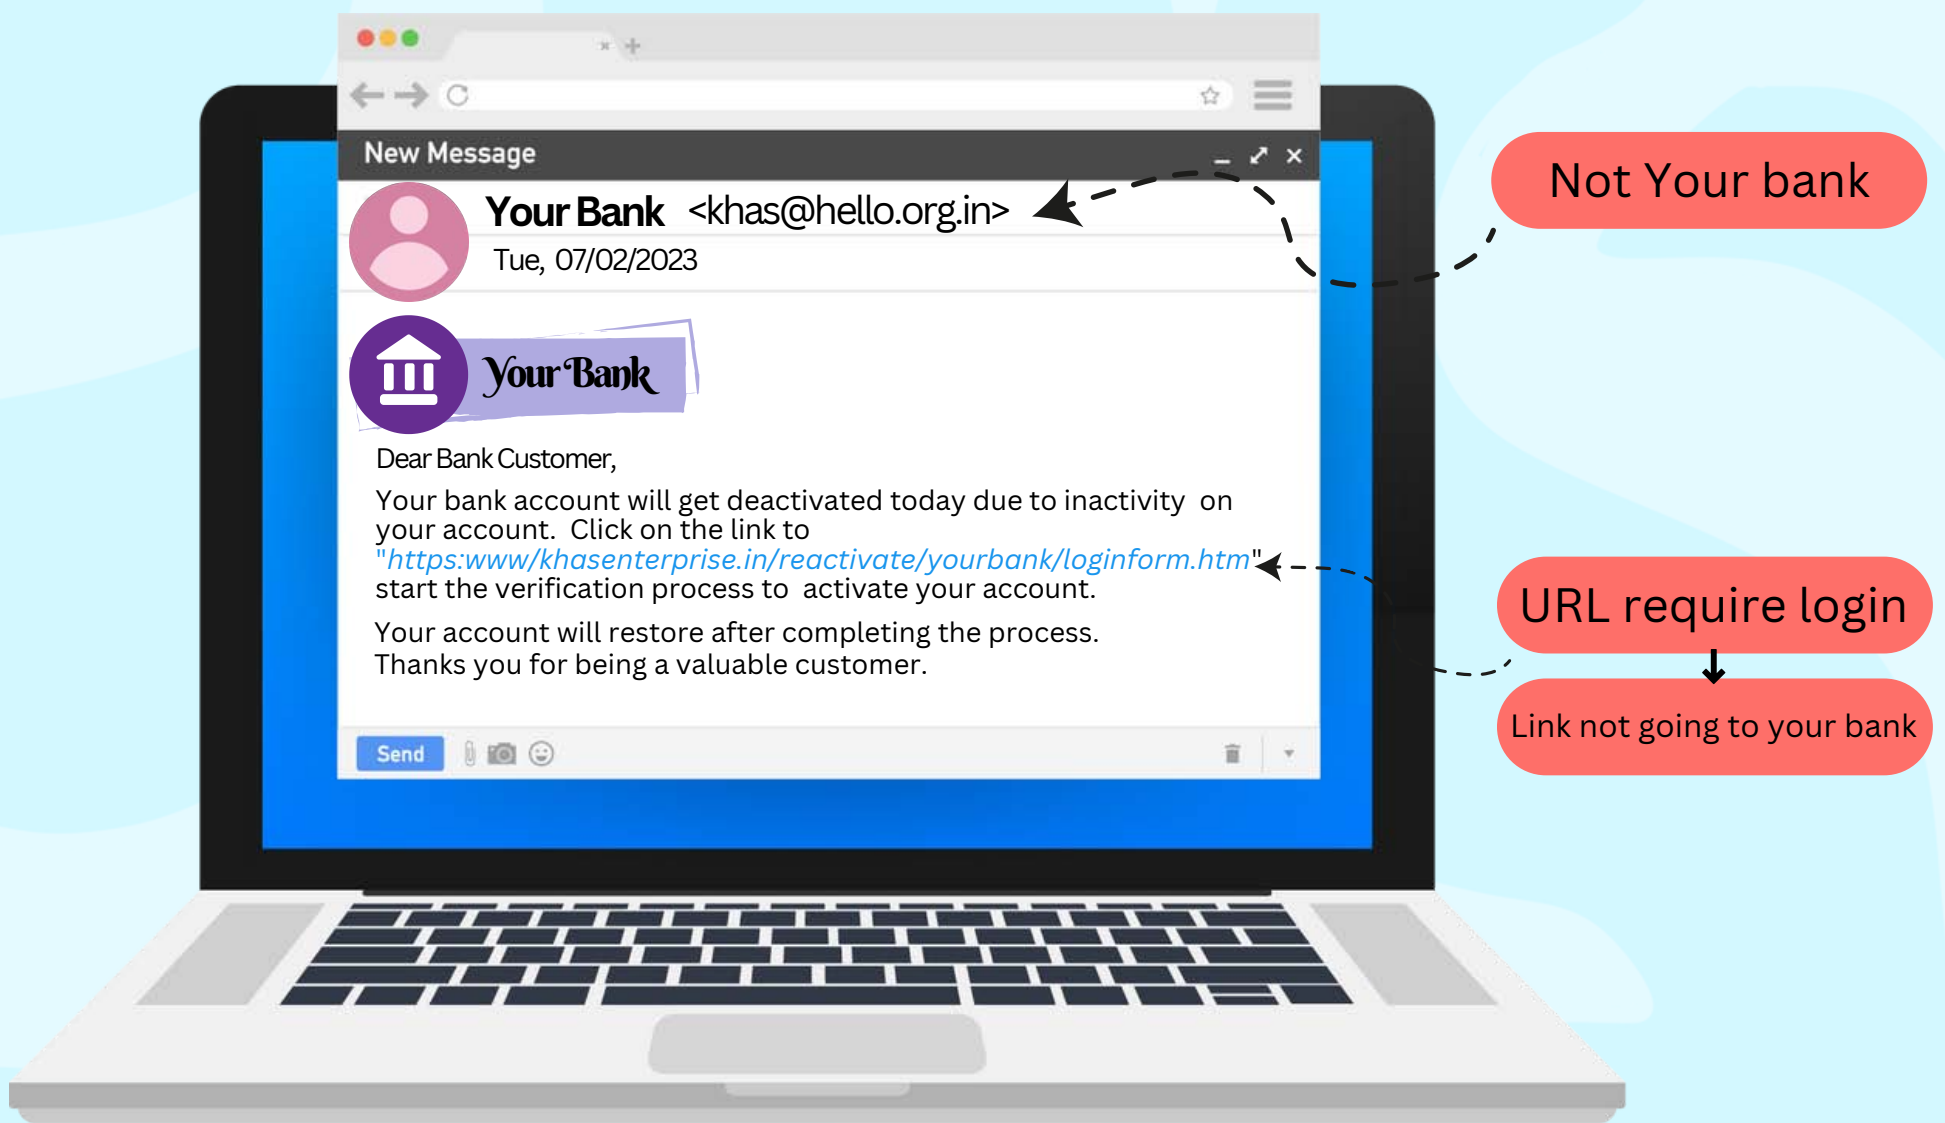 New Message
Your Bank <khas@hello.org.in>
Tue, 07/02/2023
Your Bank
Dear Bank Customer,
Your bank account will get deactivated today due to inactivity on
your account. Click on the link to
"https:www/khasenterprise.in/reactivate/yourbank/loginform.htm"
start the verification process to activate your account.
Your account will restore after completing the process.
Thanks you for being a valuable customer.
Send
Not Your bank
URL require login
Link not going to your bank